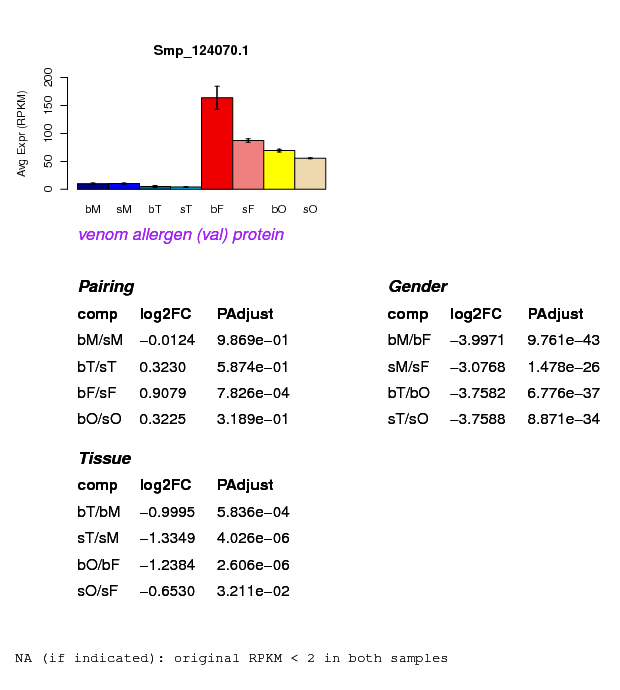 Smp_124070.1
Avg Expr (RPKM)
200
150
100
50
0
bM sM bT sT bF sF bO sO
venom allergen (val) protein
Pairing
comp log2FC PAdjust
bM/sM −0.0124 9.869e−01
bT/sT 0.3230 5.874e−01
bF/sF 0.9079 7.826e−04
bO/sO 0.3225 3.189e−01
Gender
comp log2FC PAdjust
bM/bF −3.9971 9.761e−43
sM/sF −3.0768 1.478e−26
bT/bO −3.7582 6.776e−37
sT/sO −3.7588 8.871e−34
Tissue
comp log2FC PAdjust
bT/bM −0.9995 5.836e−04
sT/sM −1.3349 4.026e−06
bO/bF −1.2384 2.606e−06
sO/sF −0.6530 3.211e−02
NA (if indicated): original RPKM < 2 in both samples